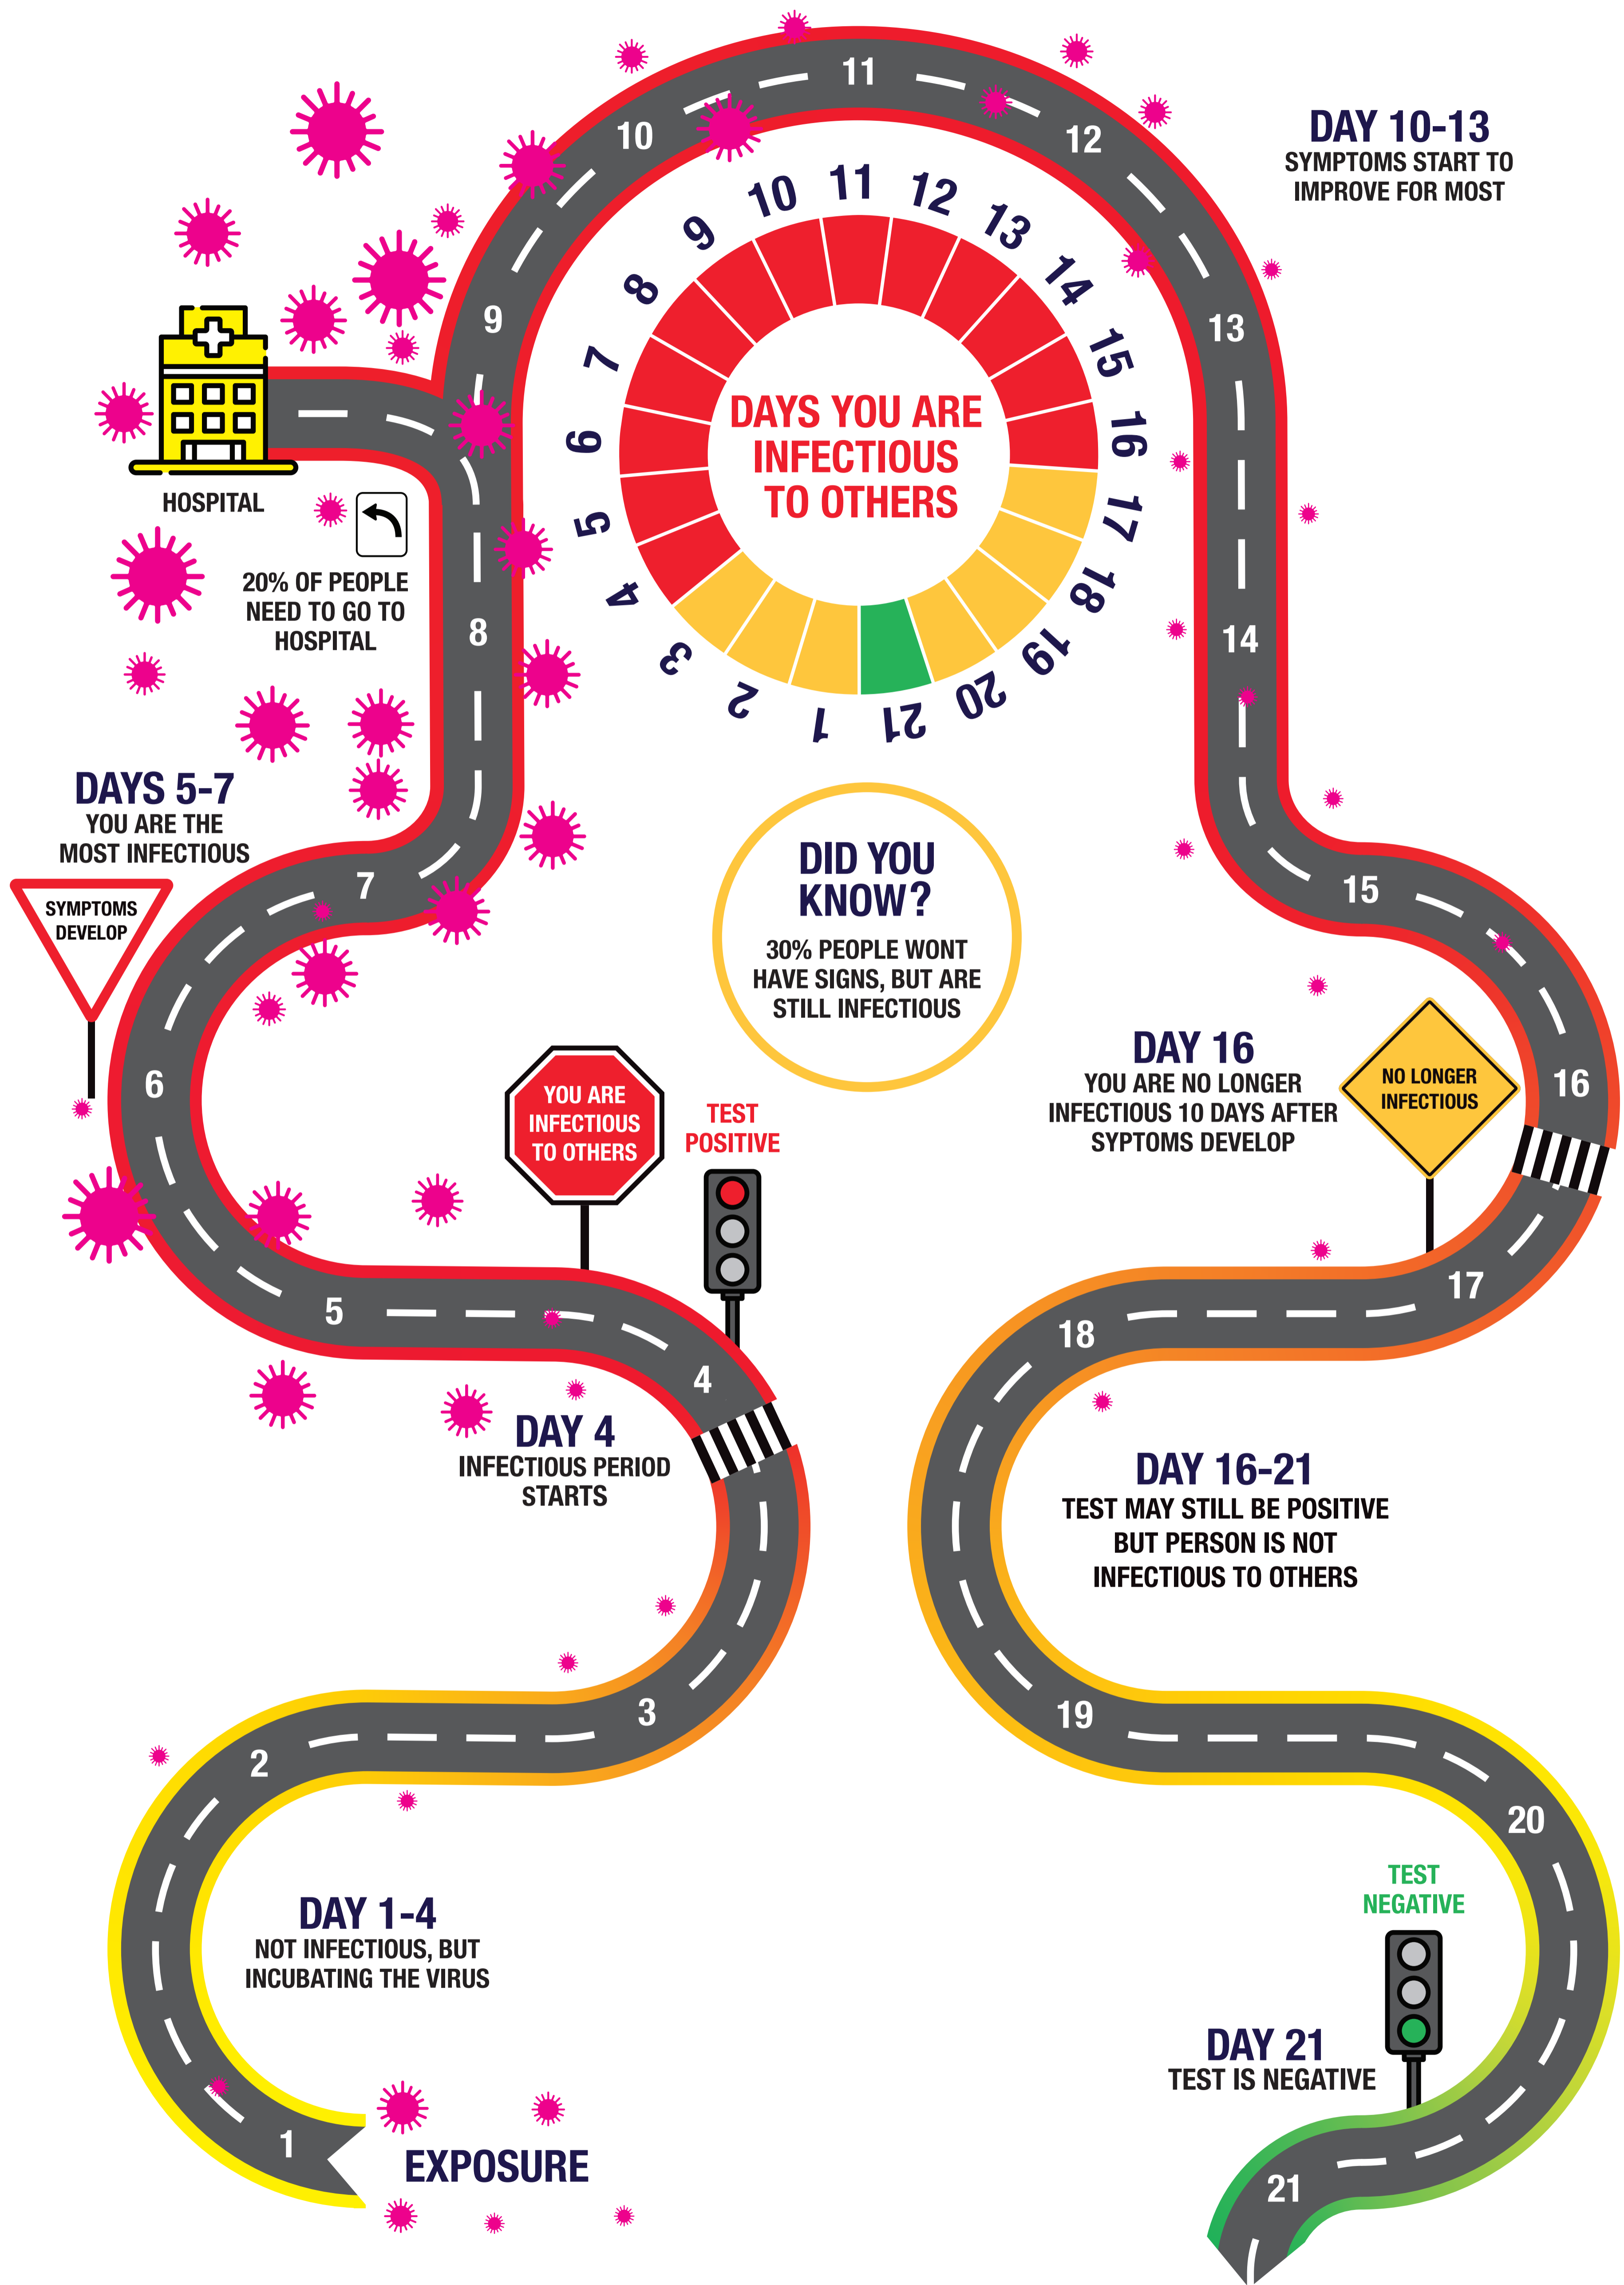 11
10
12
DAY 10-13
SYMPTOMS START TO
IMPROVE FOR MOST
9
13
HOSPITAL
20% OF PEOPLE
NEED TO GO TO
HOSPITAL
8
14
1
2
3
4
5
6
7
8
9
10
11
12
13
14
15
16
17
18
19
20
21
DAYS YOU ARE
INFECTIOUS
TO OTHERS
DAYS 5-7
YOU ARE THE
MOST INFECTIOUS
SYMPTOMS
DEVELOP
7
6
DID YOU
KNOW?
30% PEOPLE WONT
HAVE SIGNS, BUT ARE
STILL INFECTIOUS
15
DAY 16
YOU ARE NO LONGER
INFECTIOUS 10 DAYS AFTER
SYPTOMS DEVELOP
NO LONGER
INFECTIOUS
16
YOU ARE
INFECTIOUS
TO OTHERS
TEST
POSITIVE
5
4
17
18
DAY 4
INFECTIOUS PERIOD
STARTS
DAY 16-21
TEST MAY STILL BE POSITIVE
BUT PERSON IS NOT
INFECTIOUS TO OTHERS
3
2
19
20
DAY 1-4
NOT INFECTIOUS, BUT
INCUBATING THE VIRUS
TEST
NEGATIVE
DAY 21
TEST IS NEGATIVE
1
EXPOSURE
21